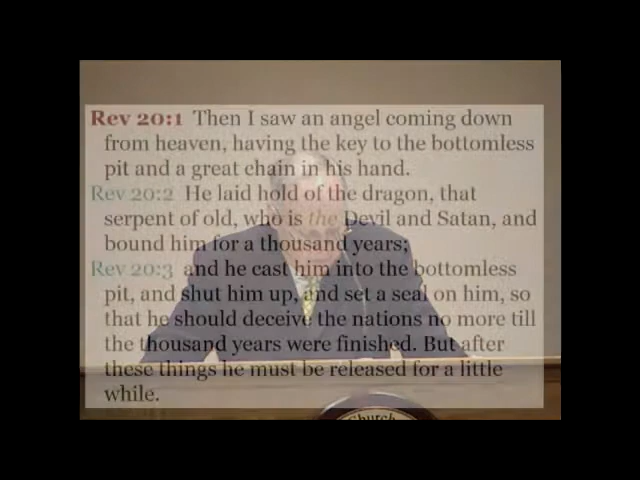 Rev 20:1 Then I saw an angel coming down
from heaven, having the key to the bottomless
pit and a great chain in his hand.
Rev 20:2 He laid hold of the dragon, that
serpent of old, who is the Devil and Satan, and
bound him for a thousand years;
Rev 20:3 and he cast him into the bottomless
pit, and shut him up, and set a seal on him, so
that he should deceive the nations no more till
the thousand years were finished. But after
these things he must be released for a little
while.
Church